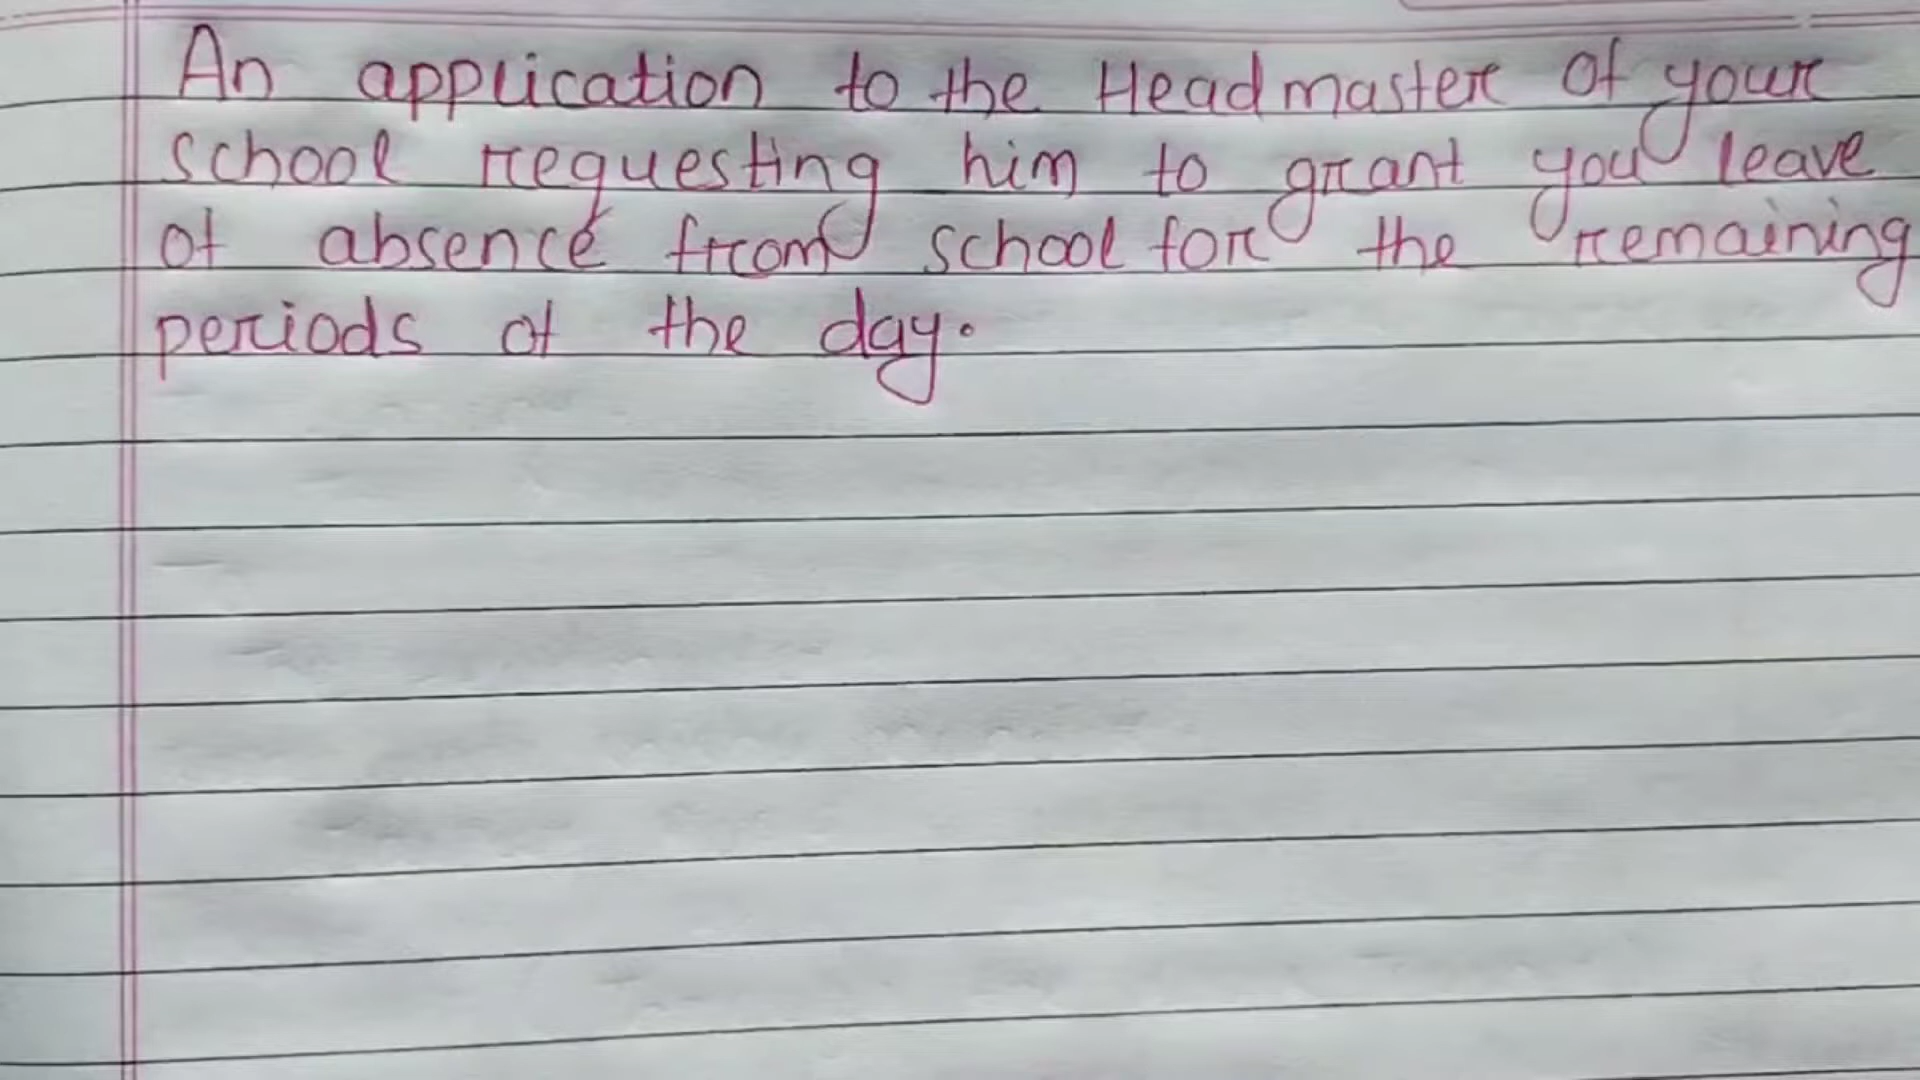 An application to the Headmaster of your
school requesting him to grant you leave
of absence from school for the remaining
periods of the day.